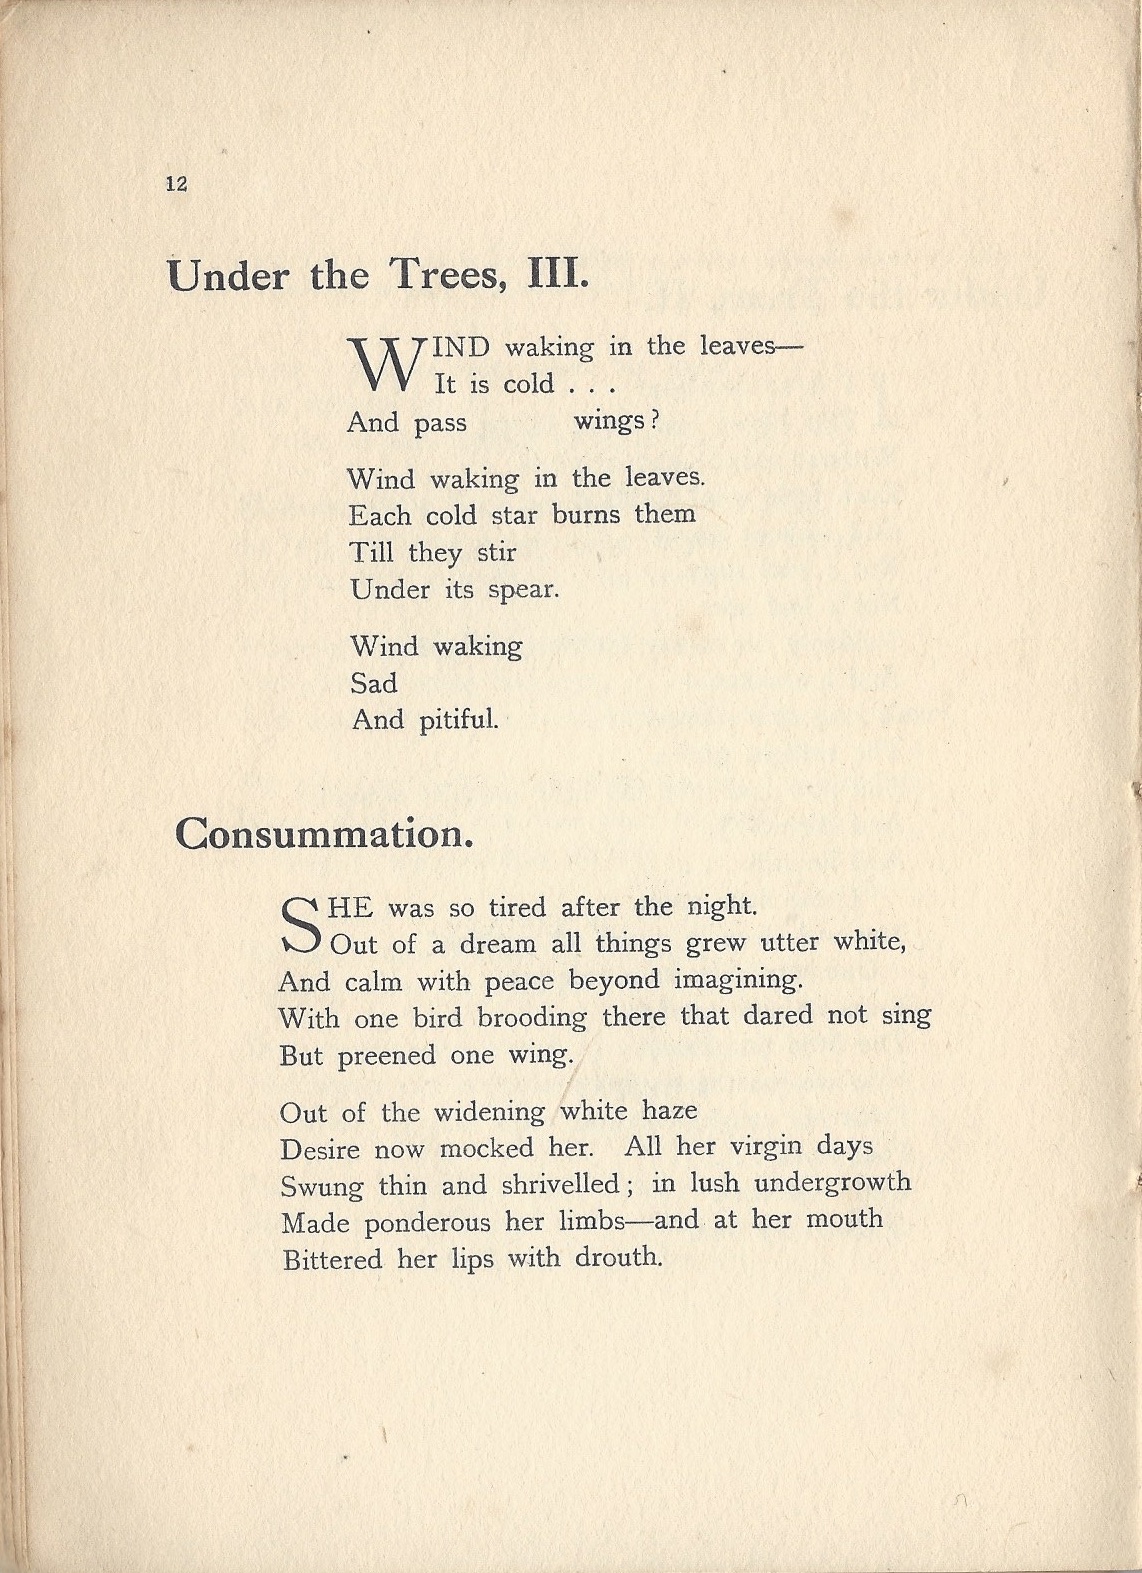 12
Under the Trees, III.
WIND waking in the leaves—
It is cold . . .
And pass wings?
Wind waking in the leaves.
Each cold star burns them
Till they stir
Under its spear.
Wind waking
Sad
And pitiful.
Consummation.
SHE was so tired after the night.
Out of a dream all things grew utter white,
And calm with peace beyond imagining.
With one bird brooding there that dared not sing
But preened one wing.
Out of the widening white haze
Desire now mocked her. All her virgin days
Swung thin and shrivelled; in lush undergrowth
Made ponderous her limbs—and at her mouth
Bittered her lips with drouth.